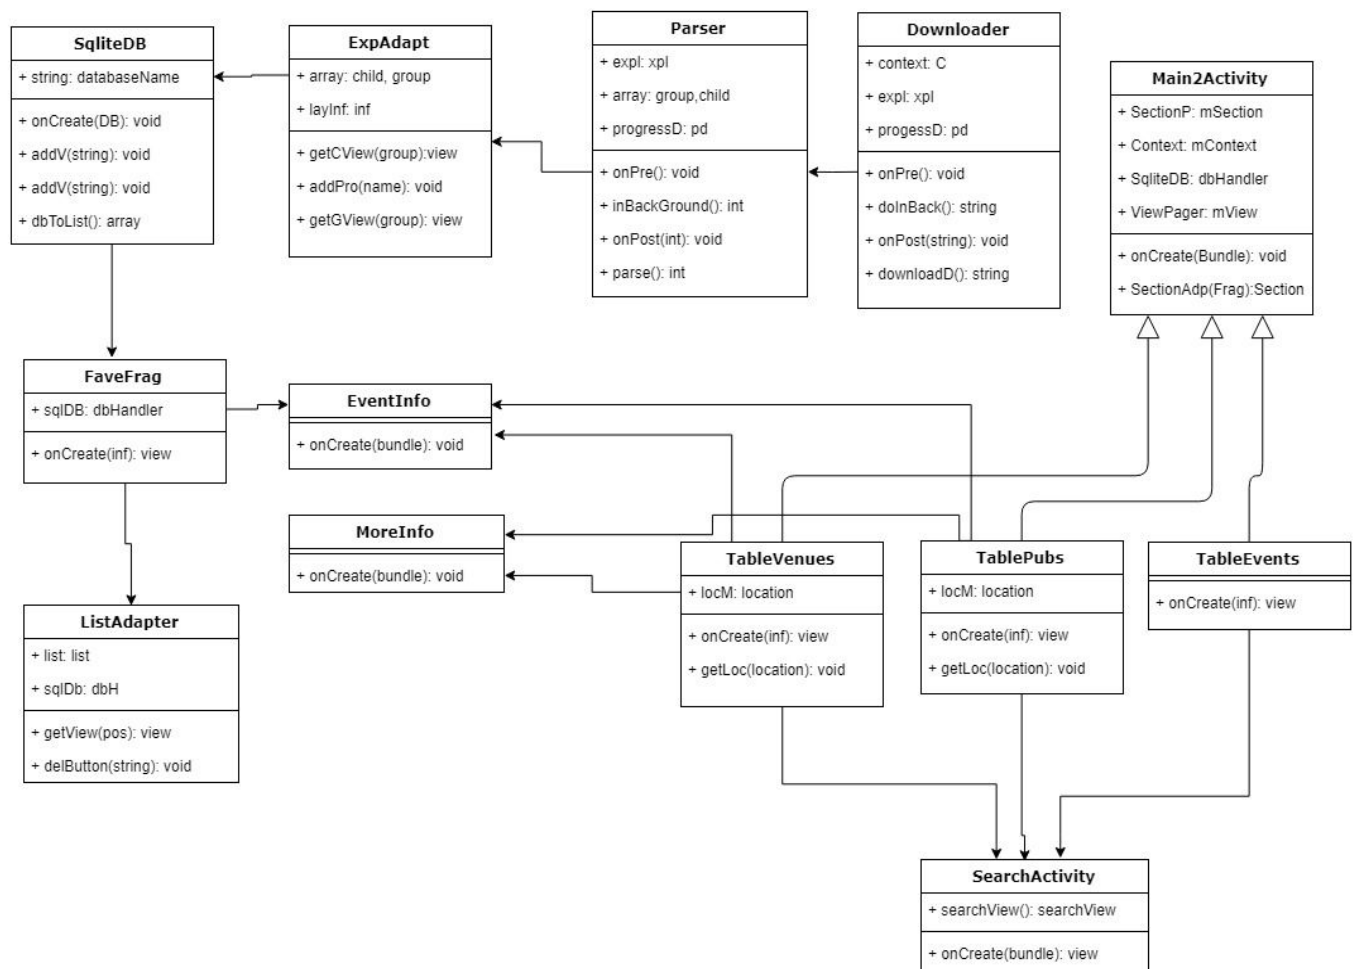 SqliteDB
+ string: databaseName
+ onCreate(DB): void
+ addV(string): void
+ addV(string): void
+ dbToList(): array
ExpAdapt
+ array: child, group
+ layInf: inf
+ getCView(group):view
+ addPro(name): void
+ getGView(group): view
Parser
+ expl: xpl
+ array: group,child
+ progressD: pd
+ onPre(): void
+ inBackGround(): int
+ onPost(int): void
+ parse(): int
Downloader
+ context: C
+ expl: xpl
+ progessD: pd
+ onPre(): void
+ doInBack(): string
+ onPost(string): void
+ downloadD(): string
Main2Activity
+ SectionP: mSection
+ Context: mContext
+ SqliteDB: dbHandler
+ ViewPager: mView
+ onCreate(Bundle): void
+ SectionAdp(Frag):Section
FaveFrag
+ sqlDB: dbHandler
+ onCreate(inf): view
EventInfo
+ onCreate(bundle): void
MoreInfo
+ onCreate(bundle): void
ListAdapter
+ list: list
+ sqlDb: dbH
+ getView(pos): view
+ delButton(string): void
TableVenues
+ locM: location
+ onCreate(inf): view
+ getLoc(location): void
TablePubs
+ locM: location
+ onCreate(inf): view
+ getLoc(location): void
TableEvents
+ onCreate(inf): view
SearchActivity
+ searchView(): searchView
+ onCreate(bundle): view